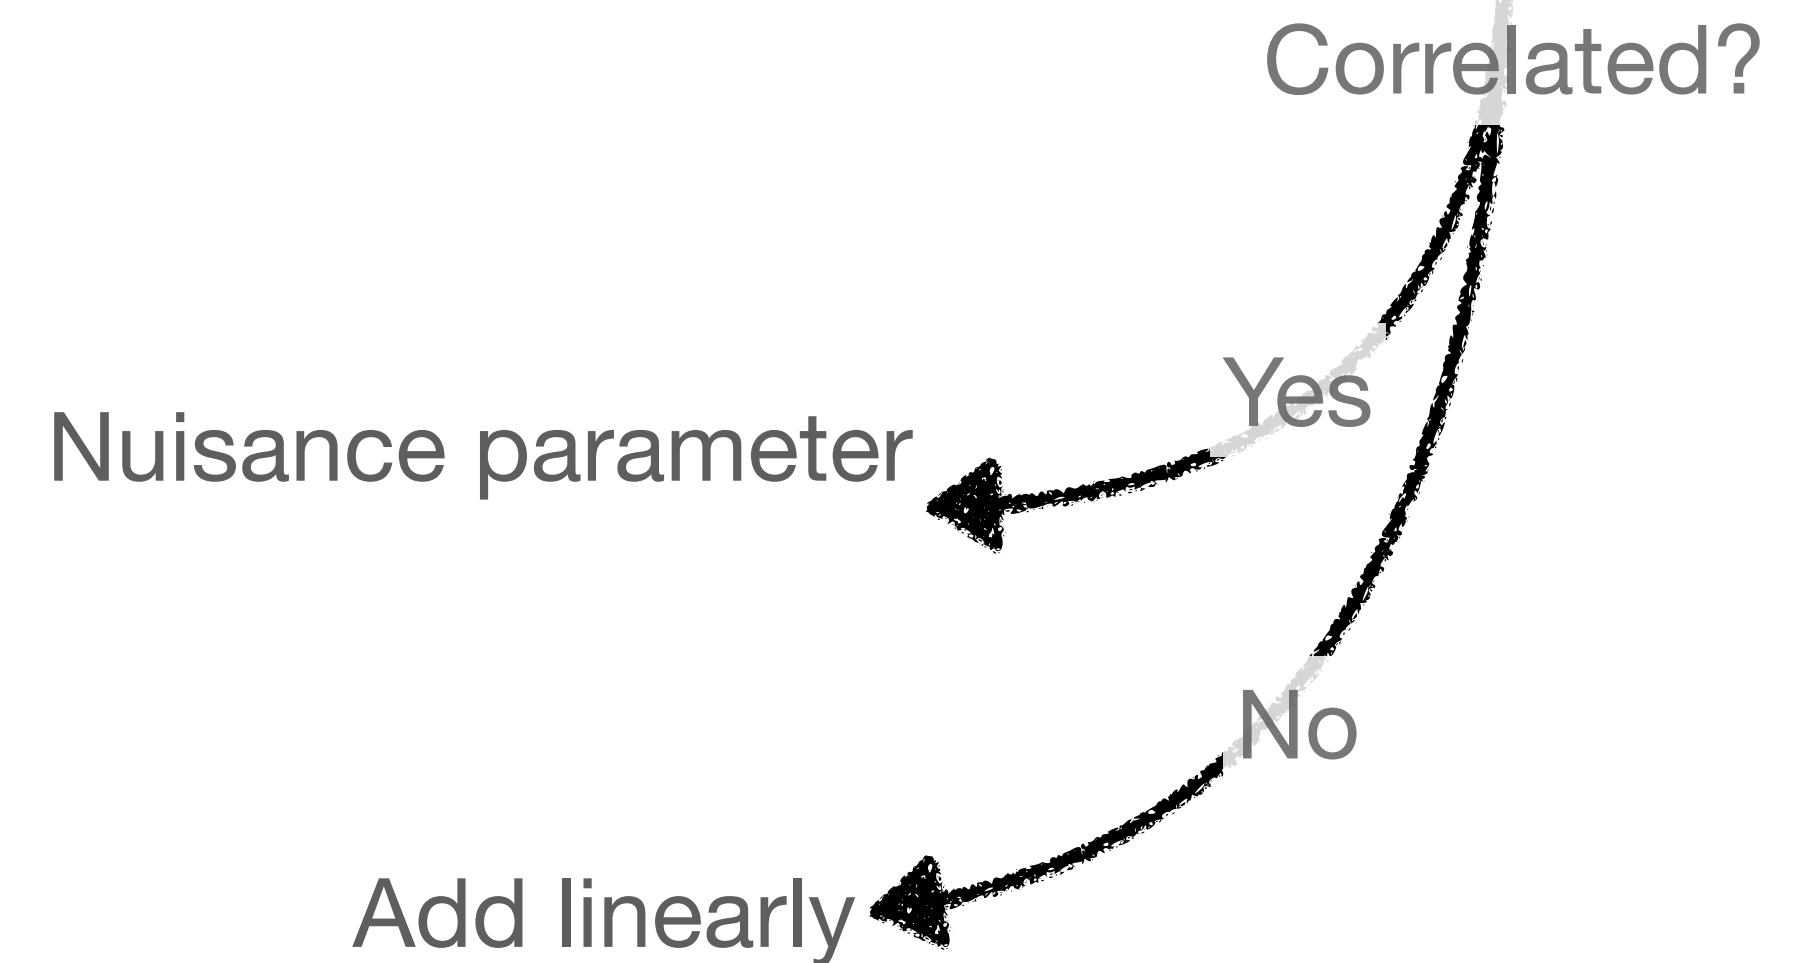 Correlated?
Yes
Nuisance parameter
No
Add linearly